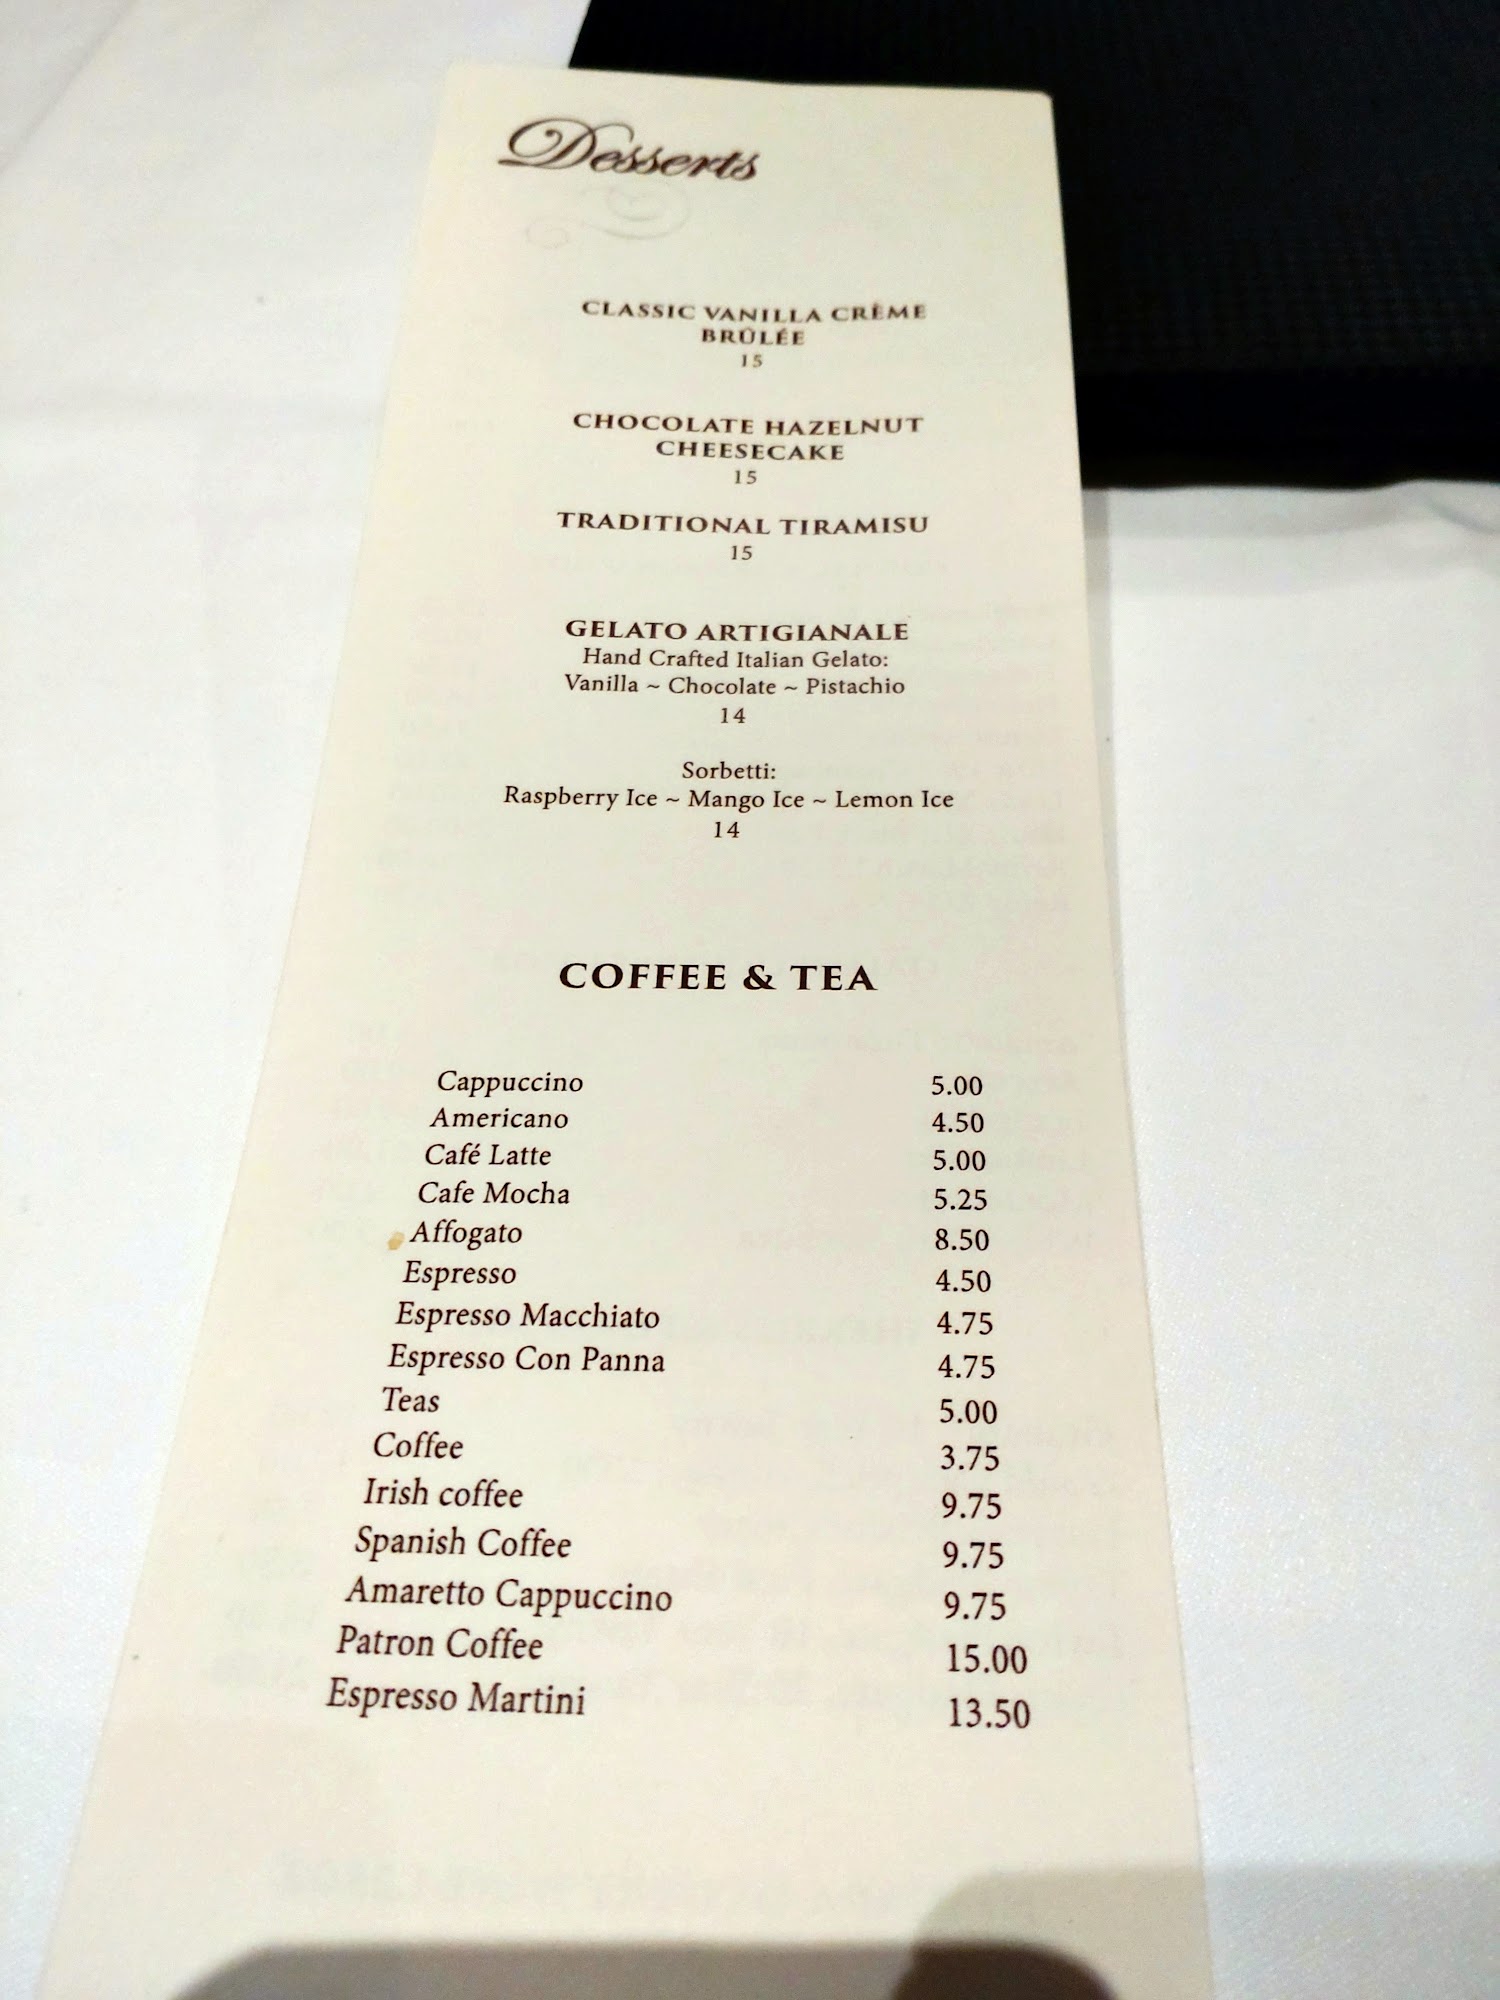 Desserts
CLASSIC VANILLA CRÈME
BRÛLÉE
15
CHOCOLATE HAZELNUT
CHEESECAKE
15
TRADITIONAL TIRAMISU
15
GELATO ARTIGIANALE
Hand Crafted Italian Gelato:
Vanilla ~ Chocolate ~ Pistachio
14
Sorbetti:
Raspberry Ice ~ Mango Ice ~ Lemon Ice
14
COFFEE & TEA
Cappuccino 5.00
Americano 4.50
Café Latte 5.00
Cafe Mocha 5.25
Affogato 8.50
Espresso 4.50
Espresso Macchiato 4.75
Espresso Con Panna 4.75
Teas 5.00
Coffee 3.75
Irish coffee 9.75
Spanish Coffee 9.75
Amaretto Cappuccino 9.75
Patron Coffee 15.00
Espresso Martini 13.50